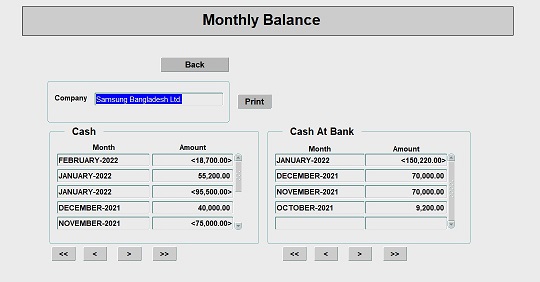 Monthly Balance
Back
Company Samsung Bangladesh Ltd
Print
Cash
Month Amount
FEBRUARY-2022 <18,700.00>
JANUARY-2022 55,200.00
JANUARY-2022 <95,500.00>
DECEMBER-2021 40,000.00
NOVEMBER-2021 <75,000.00>
<< < > >>
Cash At Bank
Month Amount
JANUARY-2022 <150,220.00>
DECEMBER-2021 70,000.00
NOVEMBER-2021 70,000.00
OCTOBER-2021 9,200.00
<< < > >>